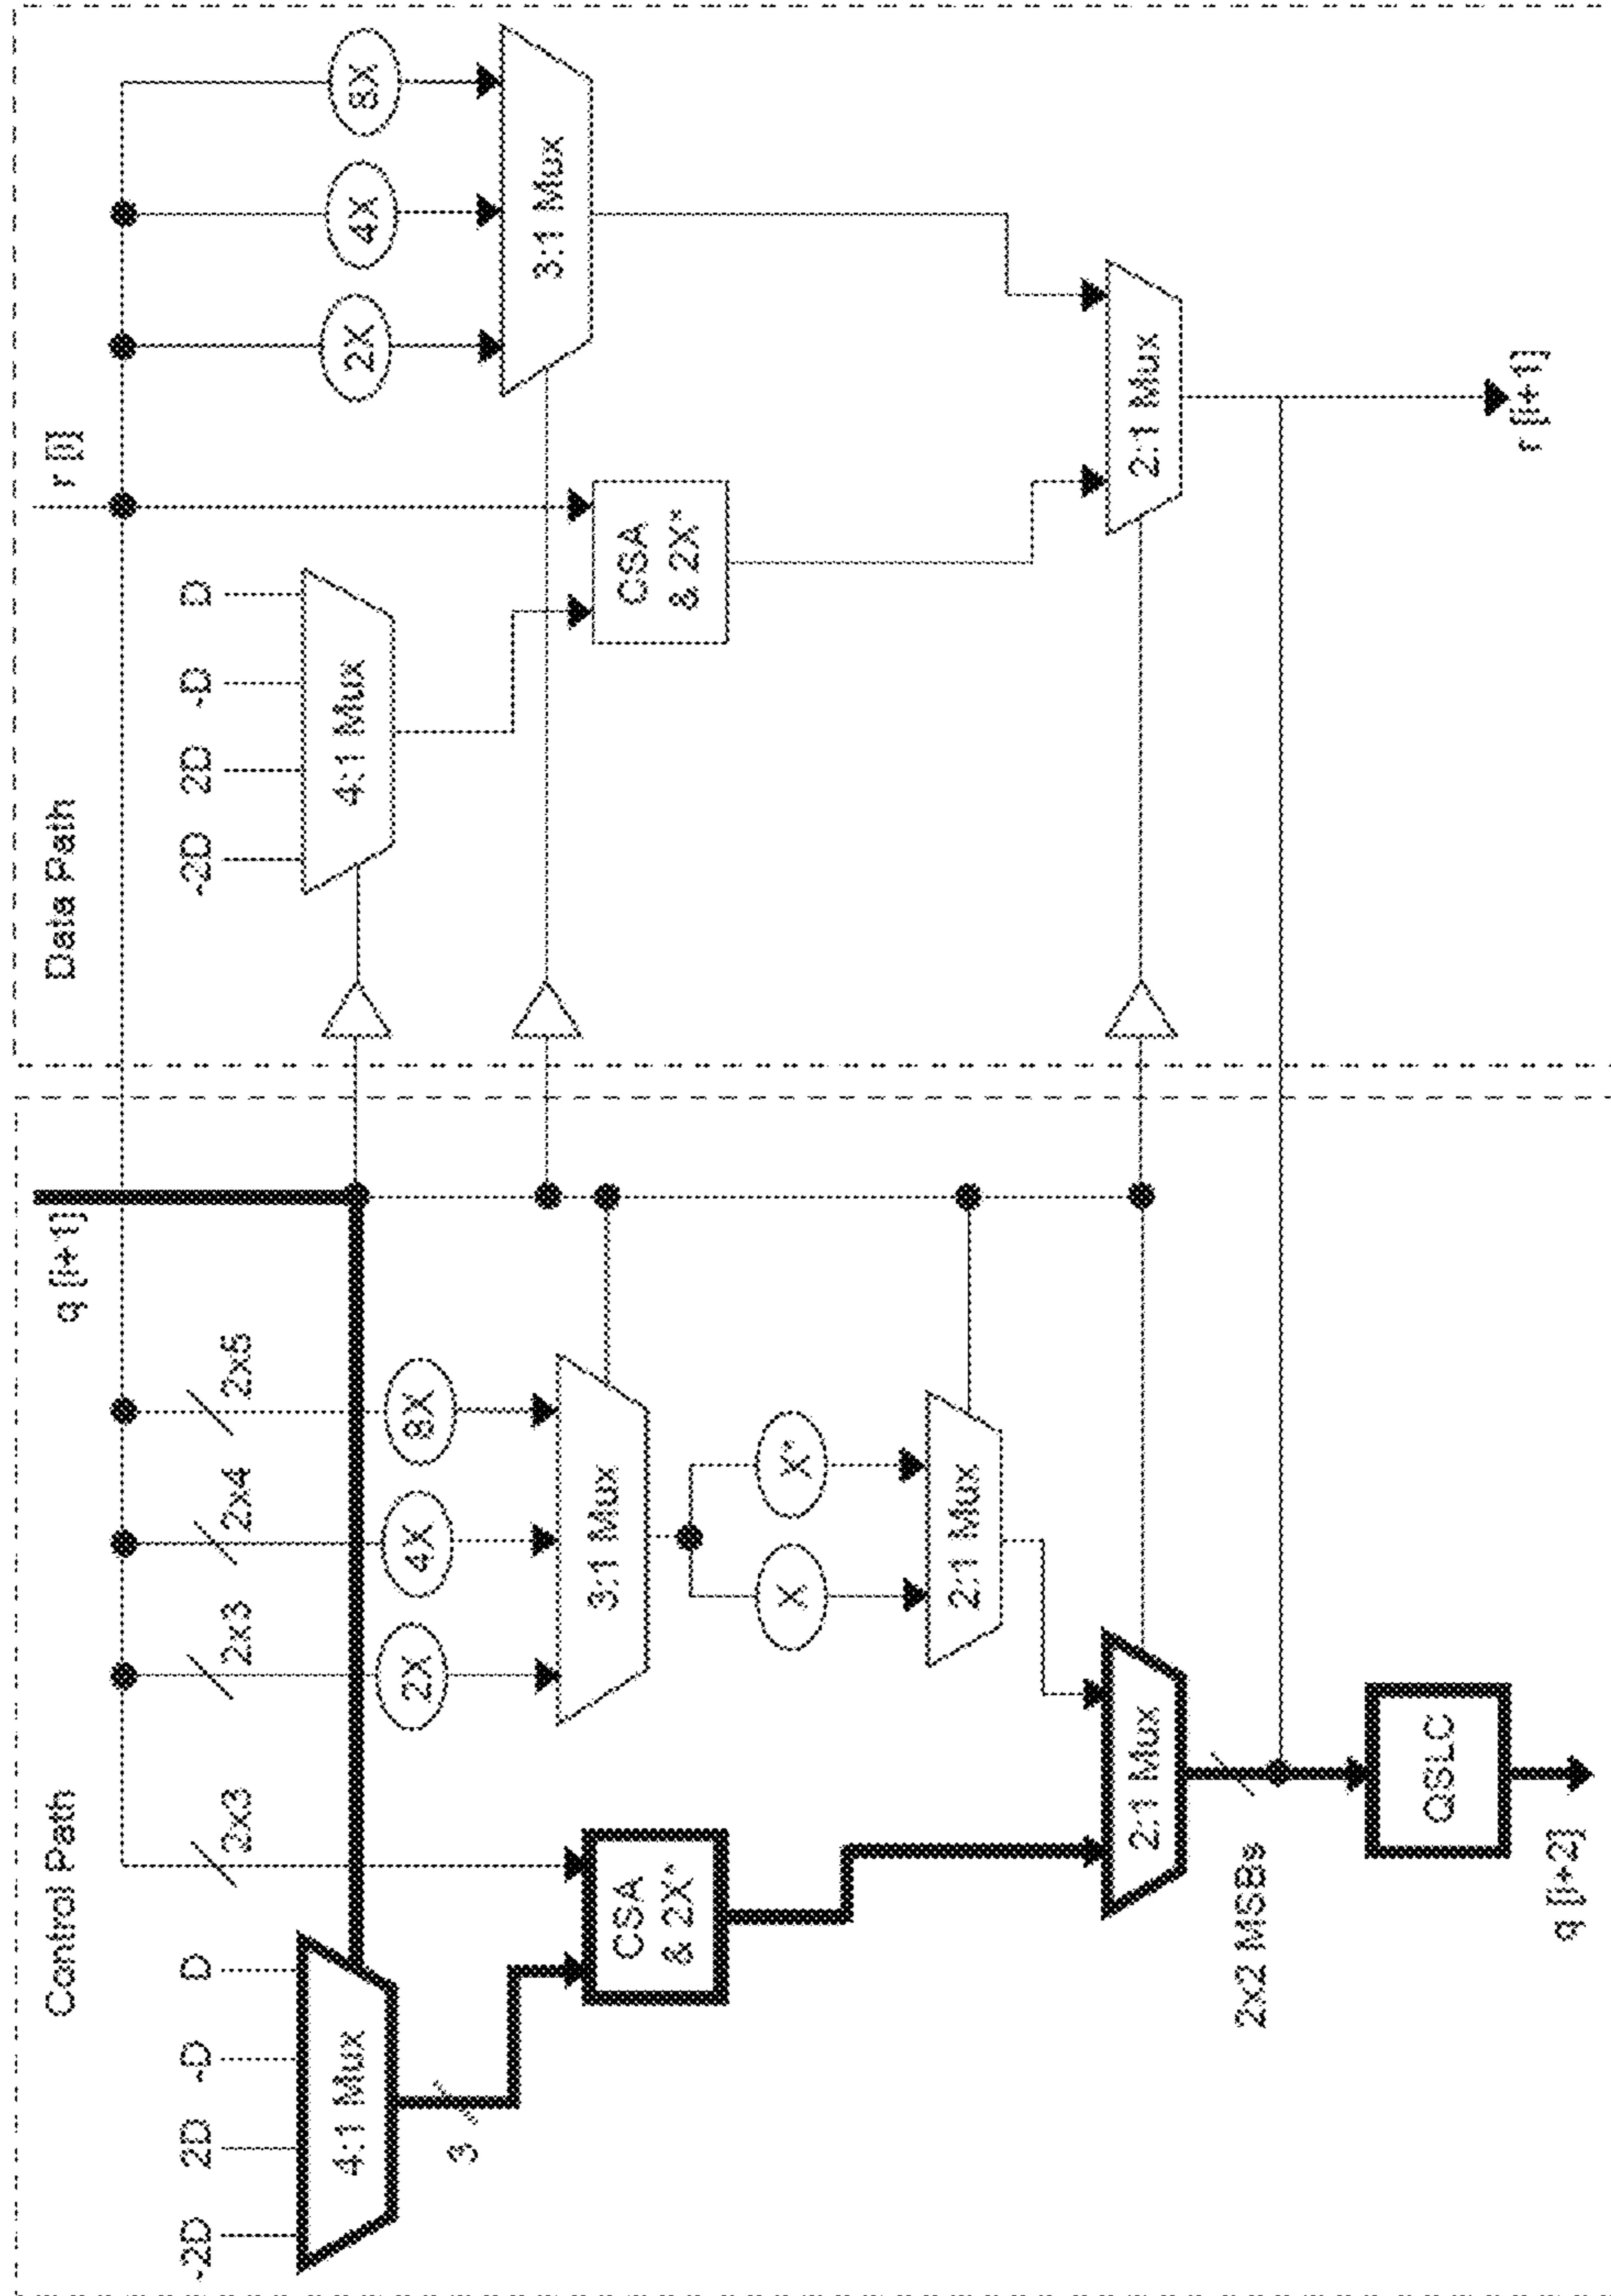 Control Path
q [i+1]
-2D
2D
-D
D
2x3
2x3
2x4
2x5
4:1 Mux
3
2X
4X
8X
CSA
& 2X*
3:1 Mux
X
X*
2:1 Mux
2:1 Mux
2x2 MSBs
QSLC
q [i+2]
Data Path
r [i]
-2D
2D
-D
D
4:1 Mux
2X
4X
8X
3:1 Mux
CSA
& 2X*
2:1 Mux
r [i+1]